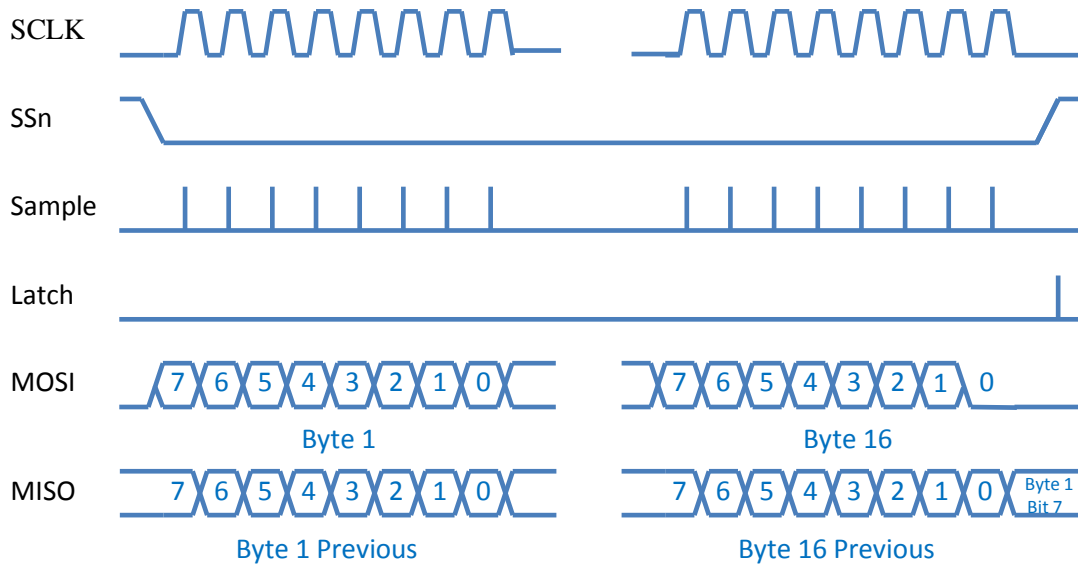 SCLK
SSn
Sample
Latch
MOSI
7 6 5 4 3 2 1 0
7 6 5 4 3 2 1 0
Byte 1
Byte 16
MISO
7 6 5 4 3 2 1 0
7 6 5 4 3 2 1 0
Byte 1
Bit 7
Byte 1 Previous
Byte 16 Previous